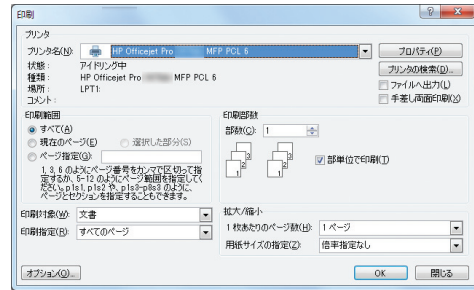 印刷
プリンタ
プリンタ名(N):
HP Officejet Pro MFP PCL 6
プロパティ(P)
状態:
アイドリング中
プリンタの検索(D)...
種類:
HP Officejet Pro MFP PCL 6
場所:
LPT1:
ファイルへ出力(L)
コメント:
手差し両面印刷(X)
印刷範囲
すべて(A)
現在のページ(E)
選択した部分(S)
ページ指定(G):
1, 3, 6 のようにページ番号をカンマで区切って指
定するか、5-12 のようにページ範囲を指定してく
ださい。p1s1, p1s2 や、p1s3-p8s3 のように、
ページとセクションを指定することもできます。
印刷部数
部数(C):
1
部単位で印刷(T)
印刷対象(W):
文書
印刷指定(R):
すべてのページ
拡大/縮小
1 枚あたりのページ数(H):
1 ページ
用紙サイズの指定(Z):
倍率指定なし
オプション(O)...
OK
閉じる